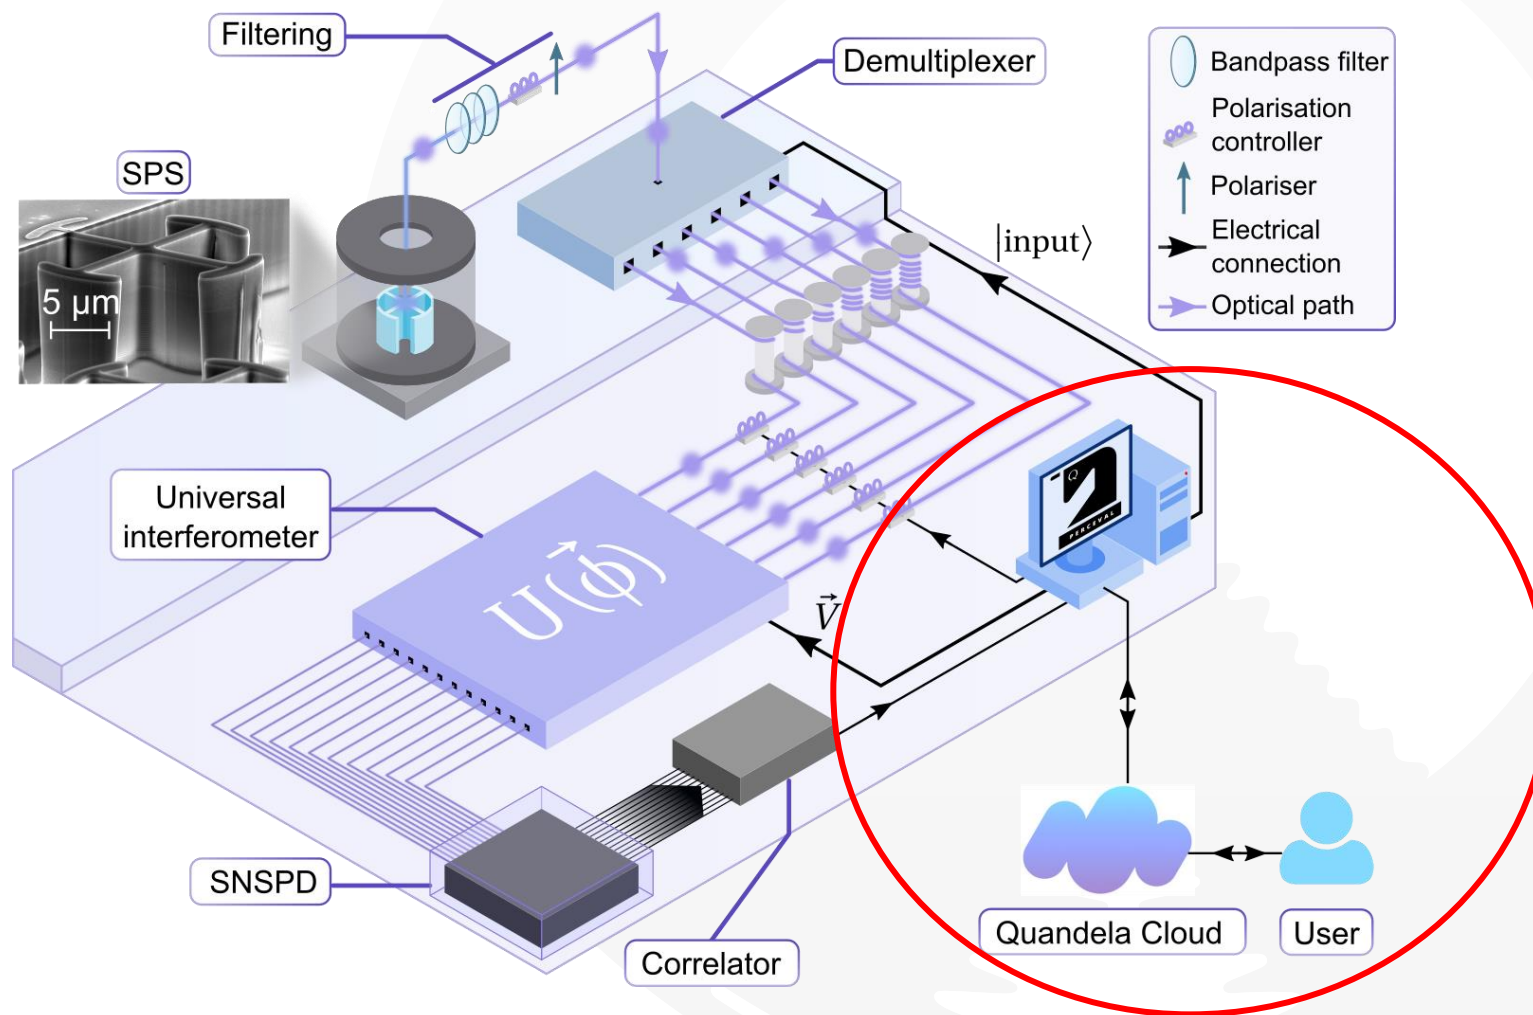 Filtering
Demultiplexer
SPS
5 µm
Bandpass filter
Polarisation
controller
Polariser
Electrical
connection
Optical path
|input⟩
Universal
interferometer
U(ϕ⃗)
V⃗
Q
PERCEVAL
SNSPD
Correlator
Quandela Cloud
User